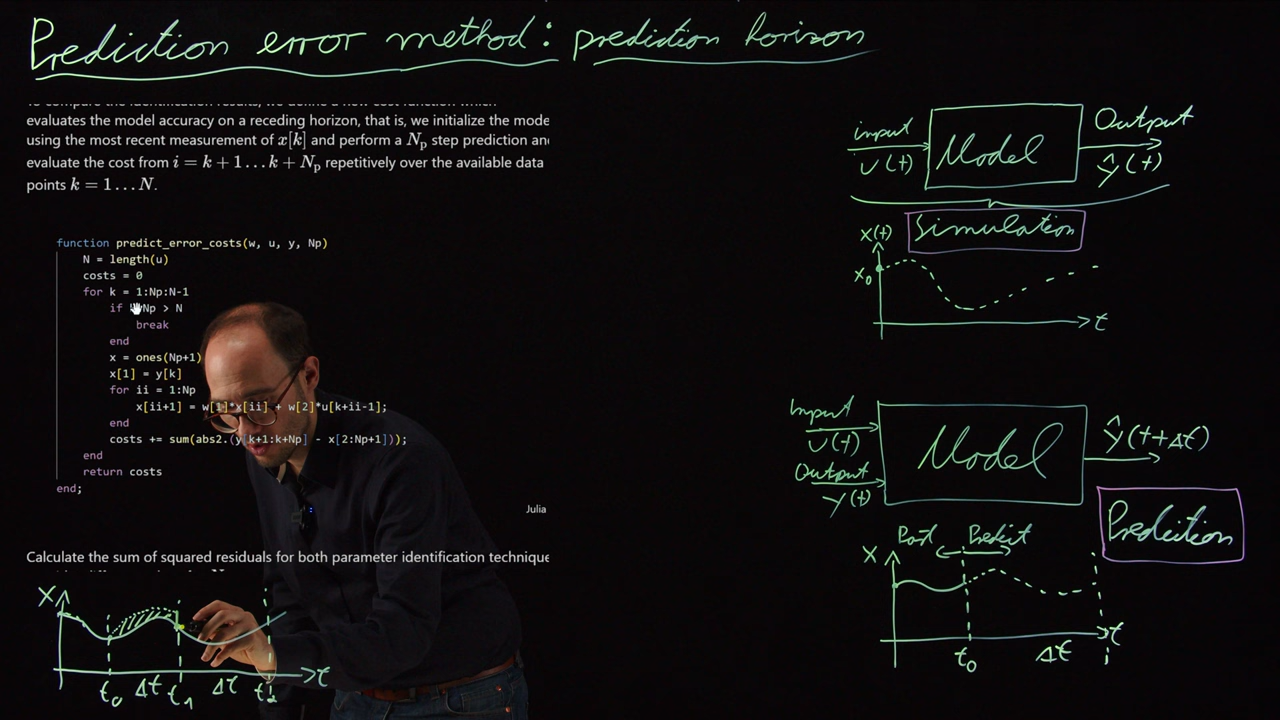 Prediction error method: prediction horizon
evaluates the model accuracy on a receding horizon, that is, we initialize the mode
using the most recent measurement of x[k] and perform a Np step prediction an
evaluate the cost from i = k + 1 … k + Np repetitively over the available data
points k = 1 … N.
function predict_error_costs(w, u, y, Np)
N = length(u)
costs = 0
for k = 1:Np:N-1
if Np > N
break
end
x = ones(Np+1)
x[1] = y[k]
for ii = 1:Np
x[ii+1] = w[1]*x[ii] + w[2]*u[k+ii-1];
end
costs += sum(abs2.(y[k+1:k+Np] - x[2:Np+1]));
end
return costs
end;
Julia
Calculate the sum of squared residuals for both parameter identification technique
X
t
t0 Δt t1 Δt t2
input
U(t)
Model
Output
Ŷ(t)
Simulation
X(t)
X0
t
Input
U(t)
Output
Y(t)
Model
Ŷ(t+Δt)
Prediction
Past Predict
X
t
t0 Δt